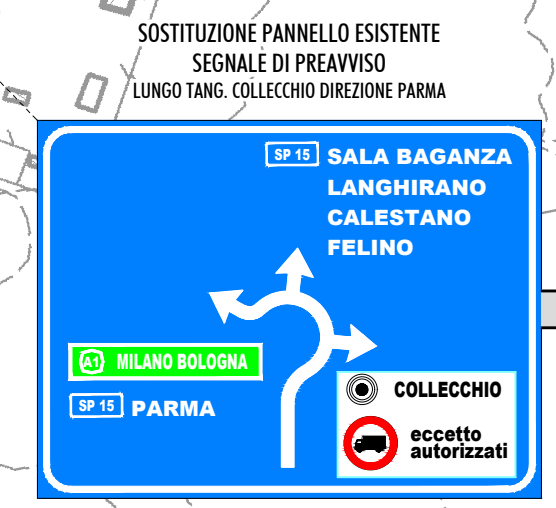 SOSTITUZIONE PANNELLO ESISTENTE
SEGNALE DI PREAVVISO
LUNGO TANG. COLLECCHIO DIREZIONE PARMA
SP 15 SALA BAGANZA
LANGHIRANO
CALESTANO
FELINO
A1 MILANO BOLOGNA
SP 15 PARMA
COLLECCHIO
eccetto
autorizzati